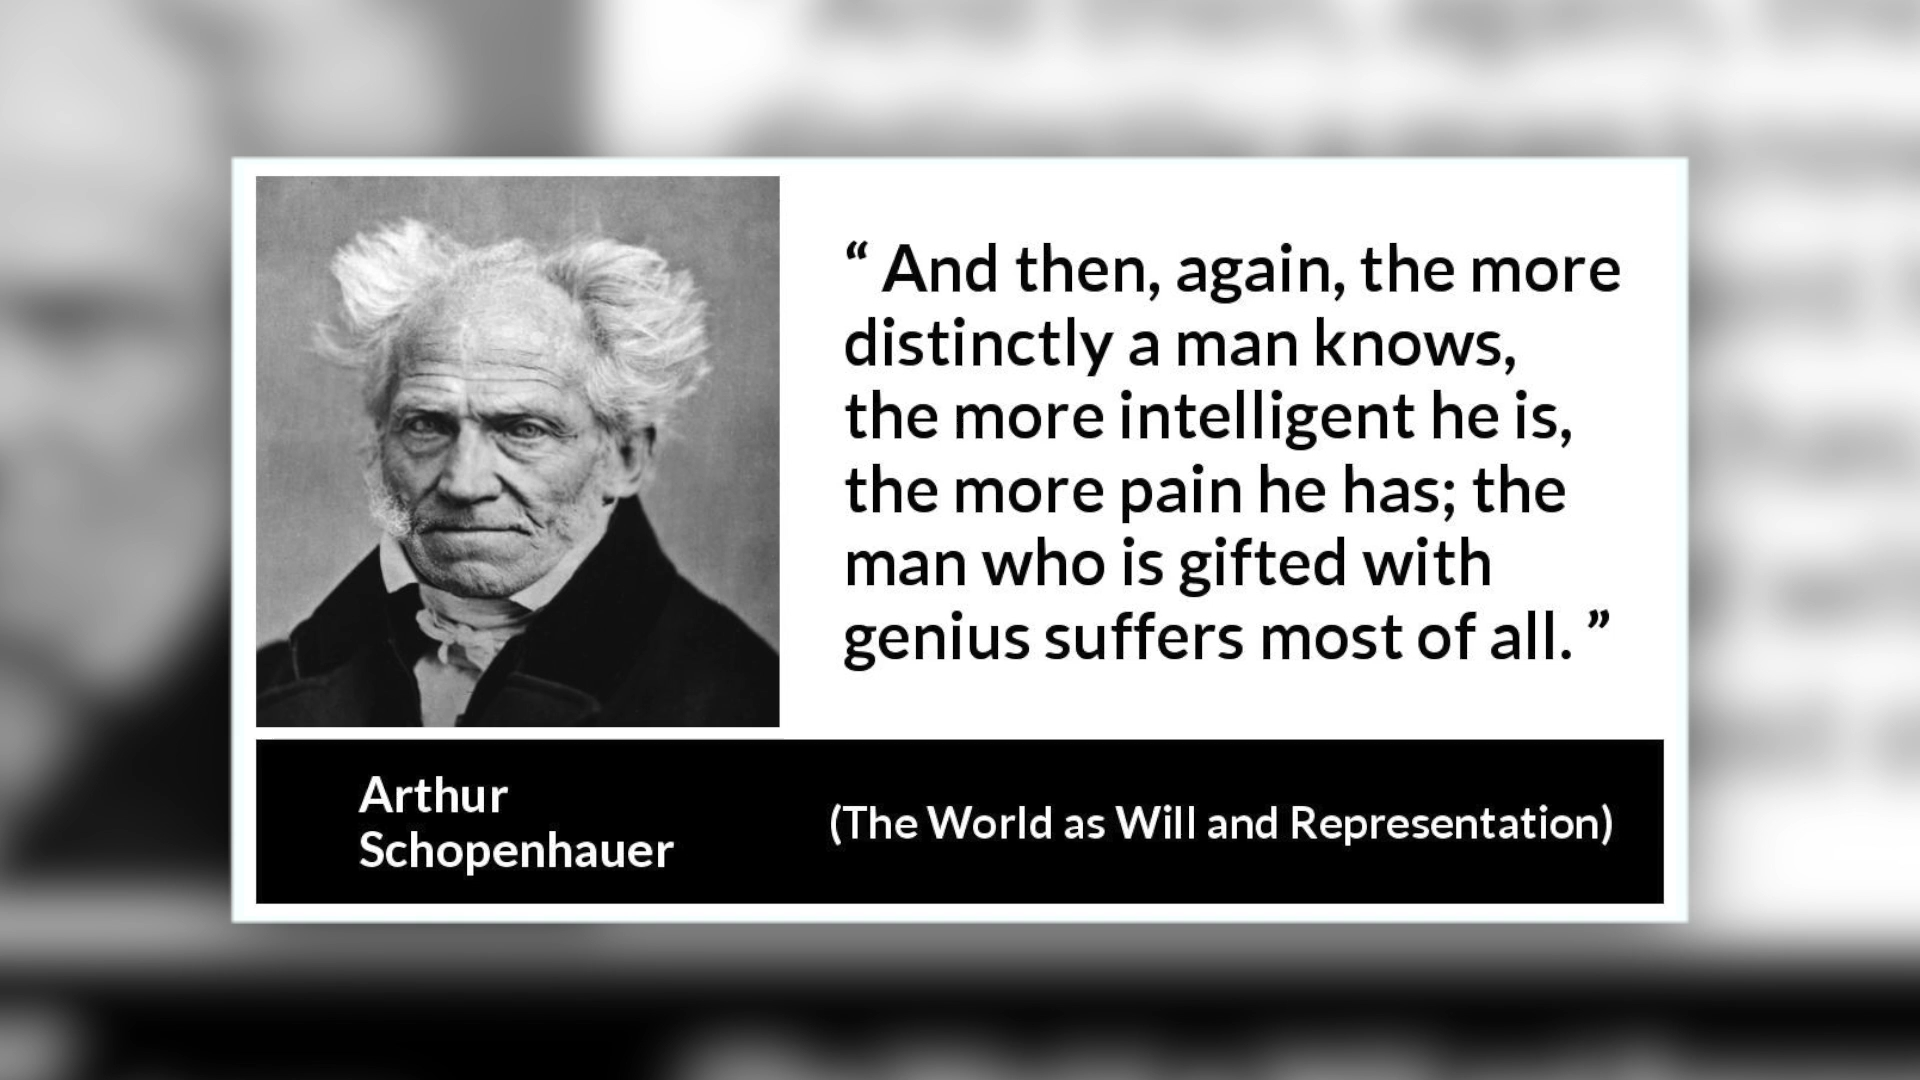 “ And then, again, the more
distinctly a man knows,
the more intelligent he is,
the more pain he has; the
man who is gifted with
genius suffers most of all. ”
Arthur
Schopenhauer
(The World as Will and Representation)